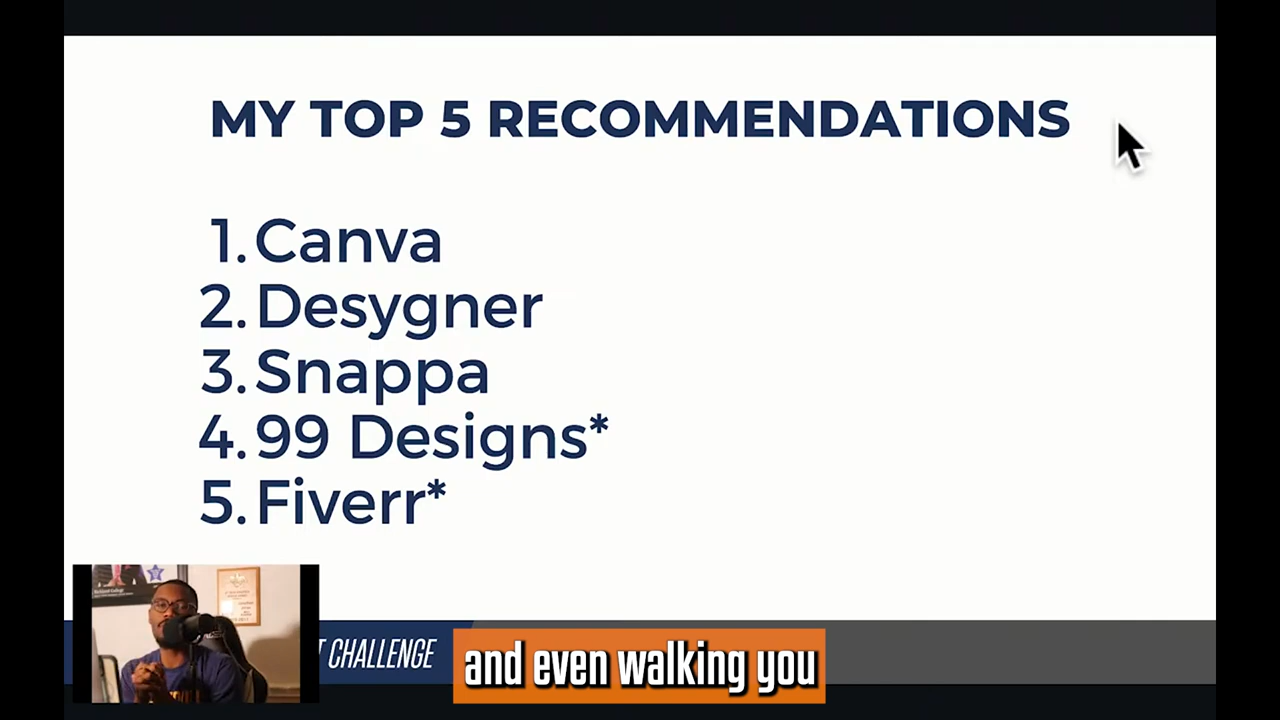 MY TOP 5 RECOMMENDATIONS
1. Canva
2. Desygner
3. Snappa
4. 99 Designs*
5. Fiverr*
T CHALLENGE
and even walking you